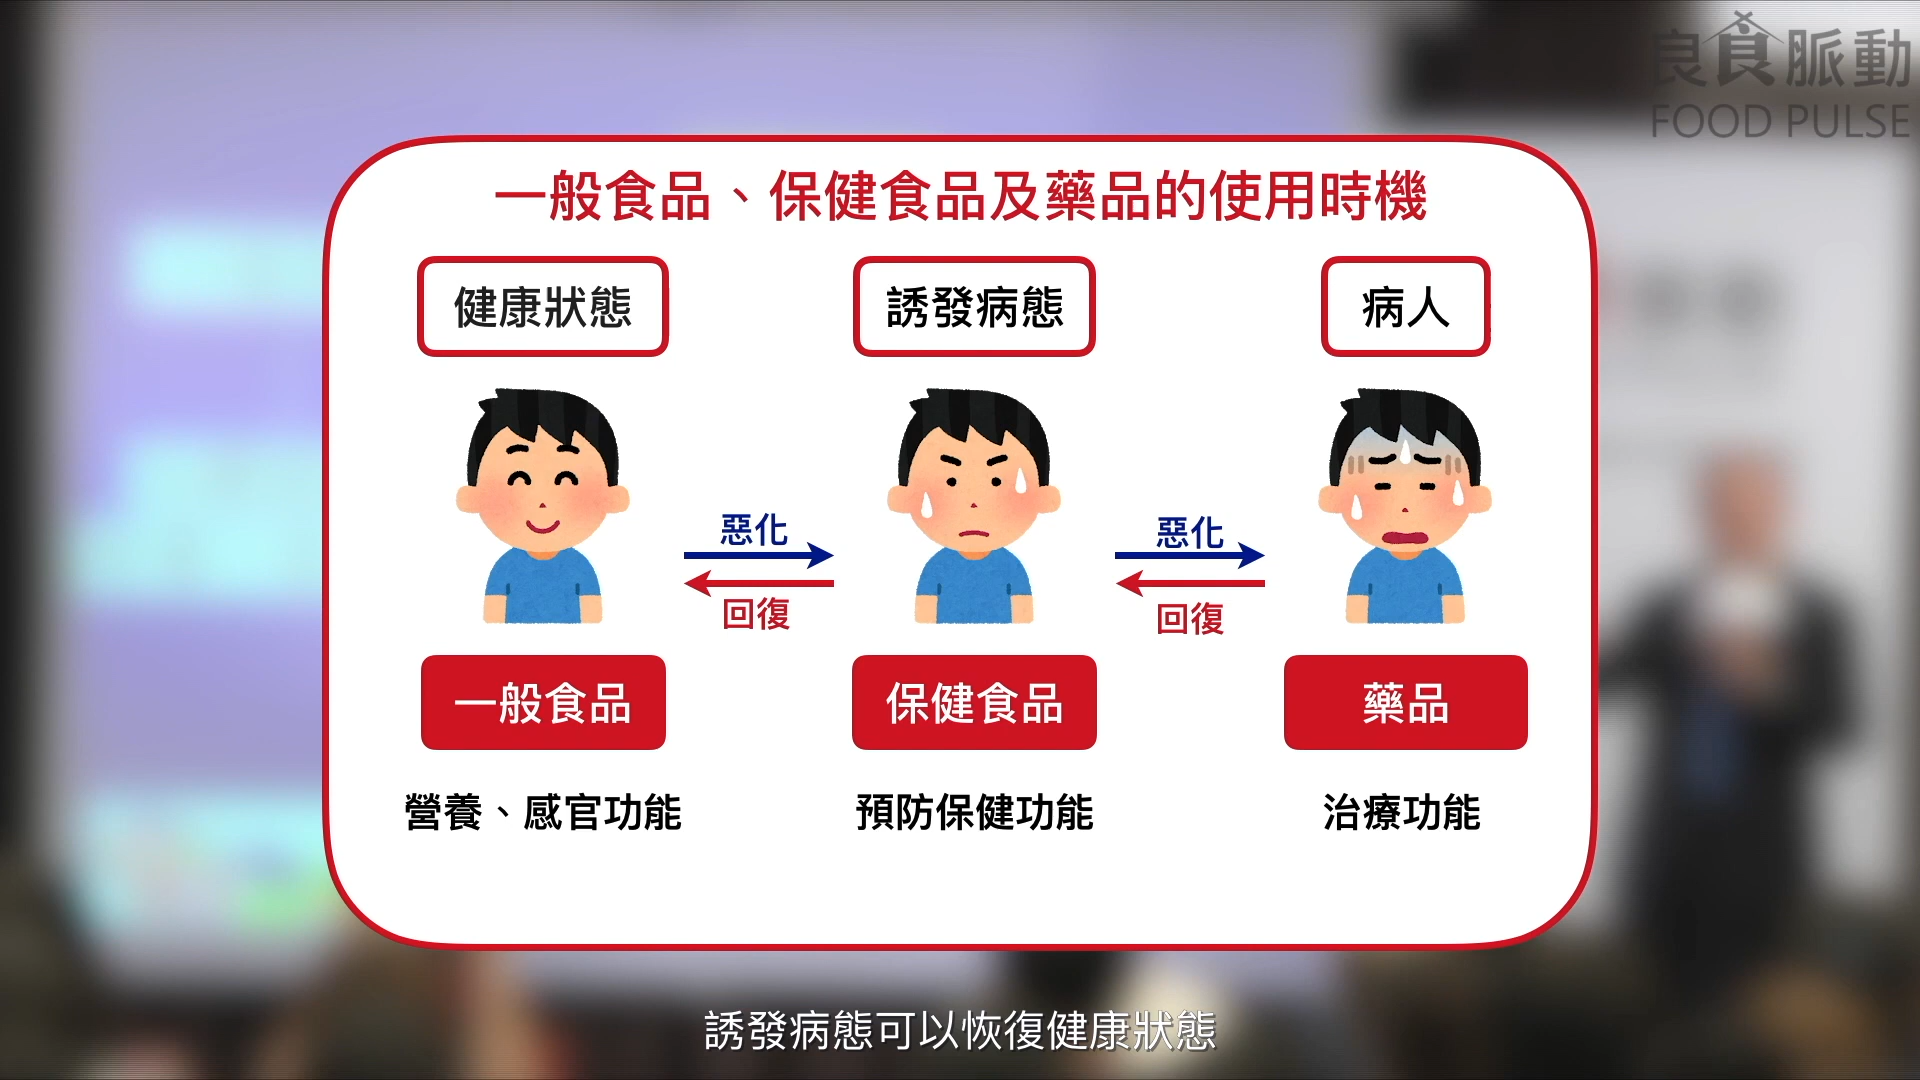 良食脈動
FOOD PULSE
一般食品、保健食品及藥品的使用時機
健康狀態
誘發病態
病人
惡化
回復
惡化
回復
一般食品
保健食品
藥品
營養、感官功能
預防保健功能
治療功能
誘發病態可以恢復健康狀態